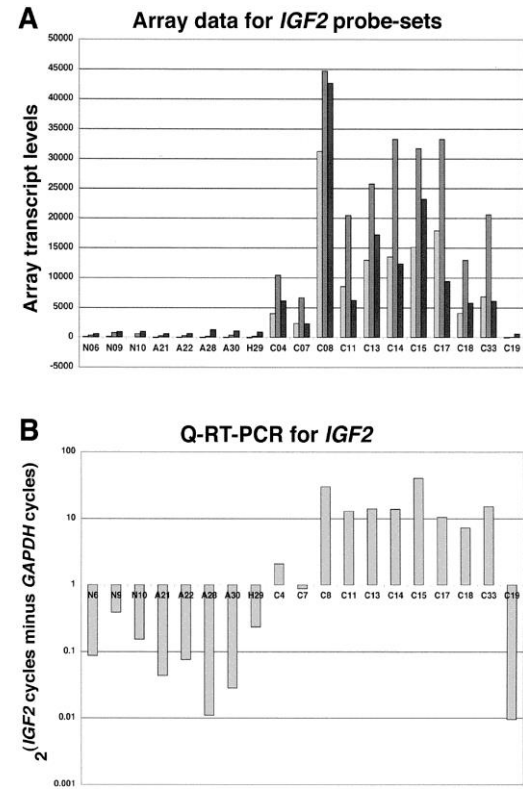 A
Array data for IGF2 probe-sets
Array transcript levels
50000
45000
40000
35000
30000
25000
20000
15000
10000
5000
0
-5000
N06 N09 N10 A21 A22 A28 A30 H29 C04 C07 C08 C11 C13 C14 C15 C17 C18 C33 C19
B
Q-RT-PCR for IGF2
2(IGF2 cycles minus GAPDH cycles)
100
10
1
0.1
0.01
0.001
N6 N9 N10 A21 A22 A28 A30 H29 C4 C7 C8 C11 C13 C14 C15 C17 C18 C33 C19